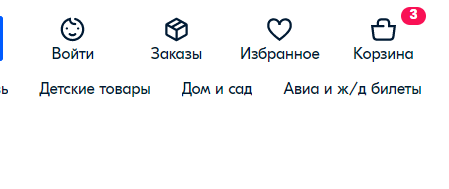 3
Войти Заказы Избранное Корзина
Детские товары Дом и сад Авиа и ж/д билеты